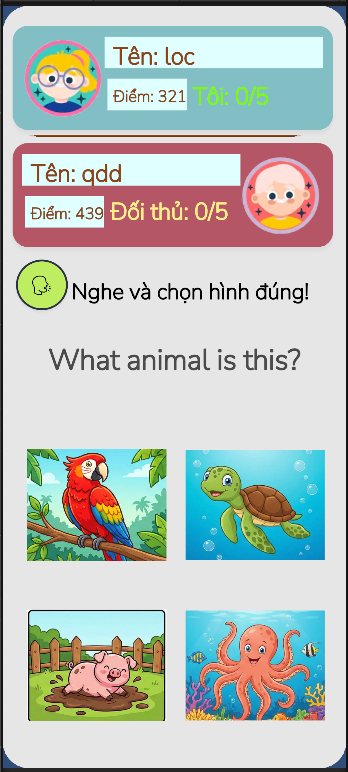 Tên: loc
Điểm: 321 Tôi: 0/5
Tên: qdd
Điểm: 439 Đối thủ: 0/5
Nghe và chọn hình đúng!
What animal is this?